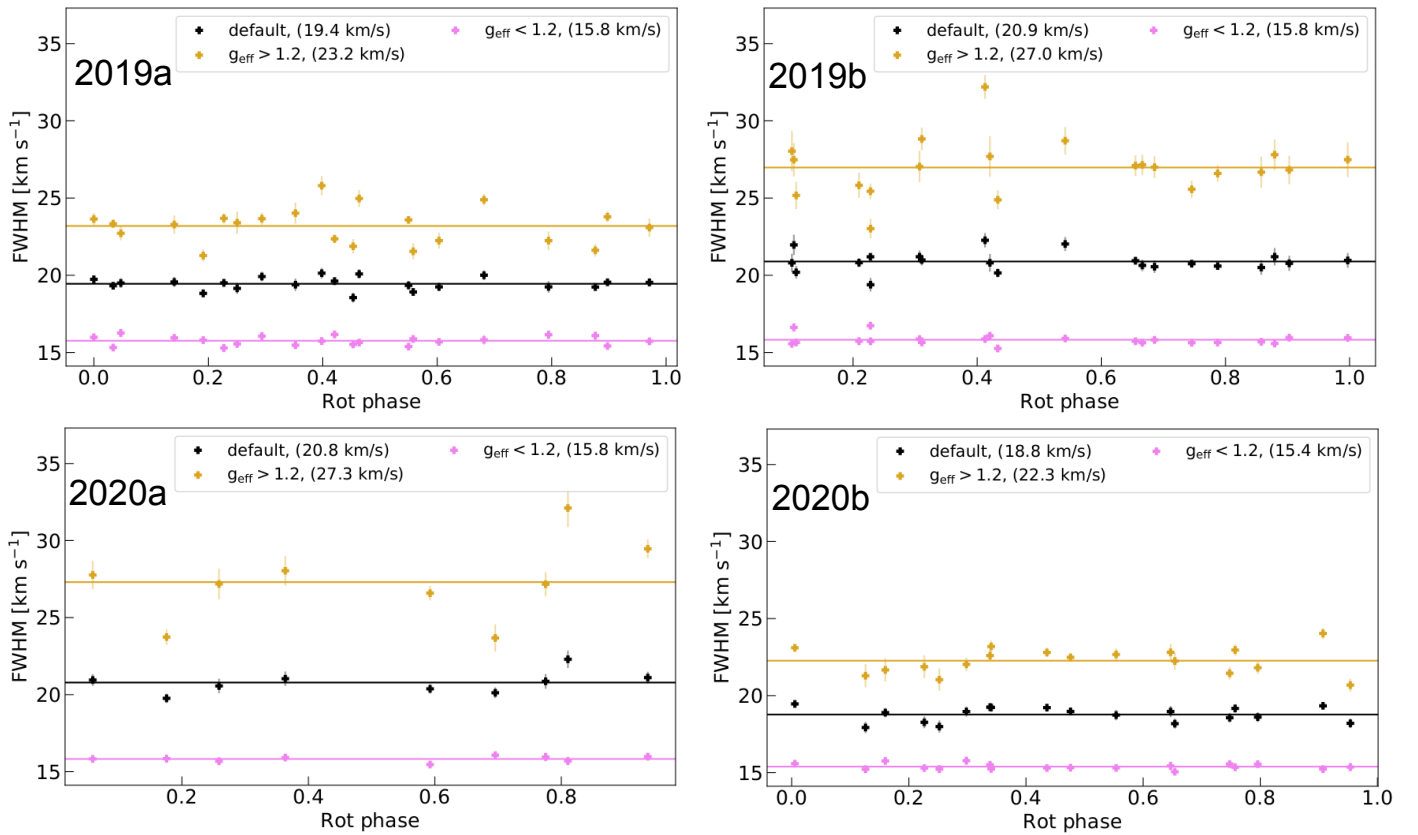 2019a
default, (19.4 km/s)
g_eff > 1.2, (23.2 km/s)
g_eff < 1.2, (15.8 km/s)
FWHM [km s⁻¹]
35
30
25
20
15
0.0 0.2 0.4 0.6 0.8 1.0
Rot phase
2019b
default, (20.9 km/s)
g_eff > 1.2, (27.0 km/s)
g_eff < 1.2, (15.8 km/s)
FWHM [km s⁻¹]
35
30
25
20
15
0.2 0.4 0.6 0.8 1.0
Rot phase
2020a
default, (20.8 km/s)
g_eff > 1.2, (27.3 km/s)
g_eff < 1.2, (15.8 km/s)
FWHM [km s⁻¹]
35
30
25
20
15
0.2 0.4 0.6 0.8
Rot phase
2020b
default, (18.8 km/s)
g_eff > 1.2, (22.3 km/s)
g_eff < 1.2, (15.4 km/s)
FWHM [km s⁻¹]
35
30
25
20
15
0.0 0.2 0.4 0.6 0.8 1.0
Rot phase